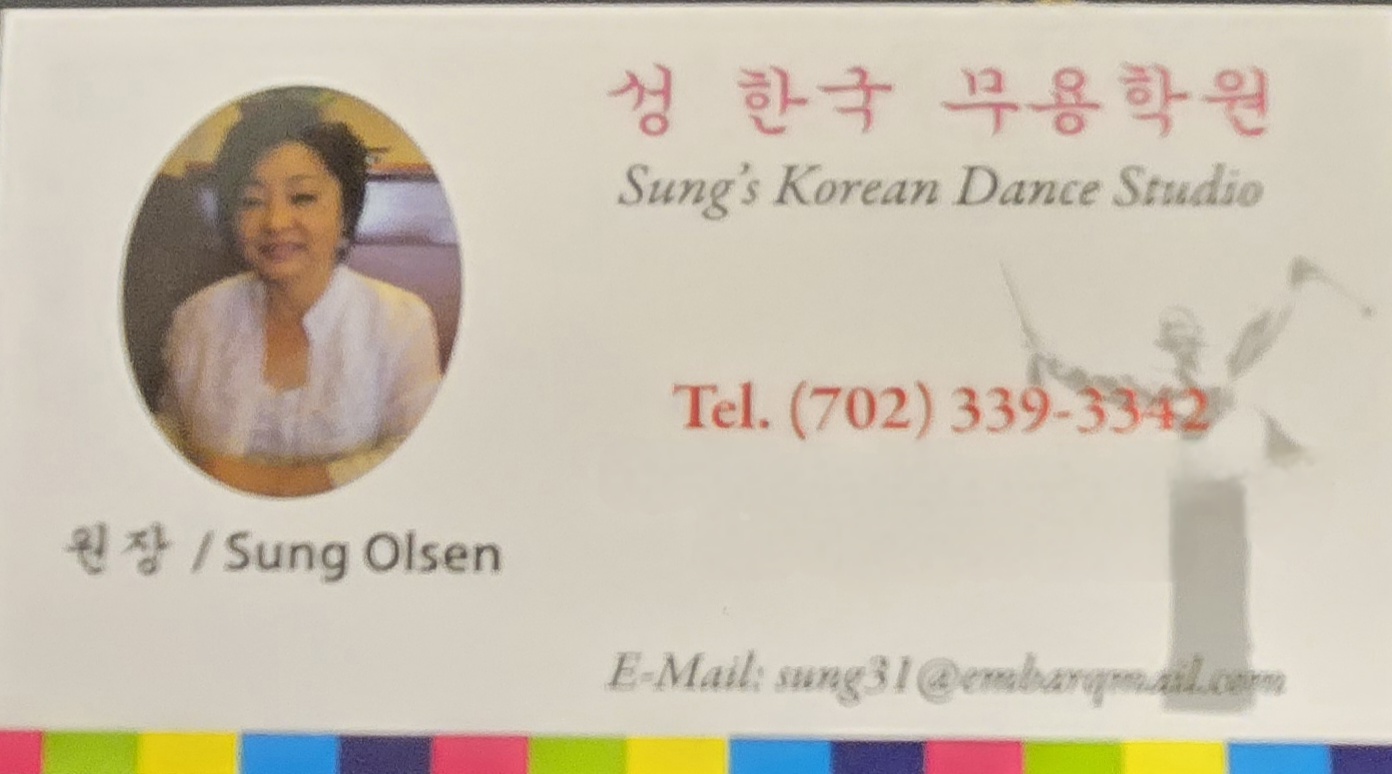 성 한국 무용학원
Sung's Korean Dance Studio
Tel. (702) 339-3342
원장 / Sung Olsen
E-Mail: sung31@embarqmail.com